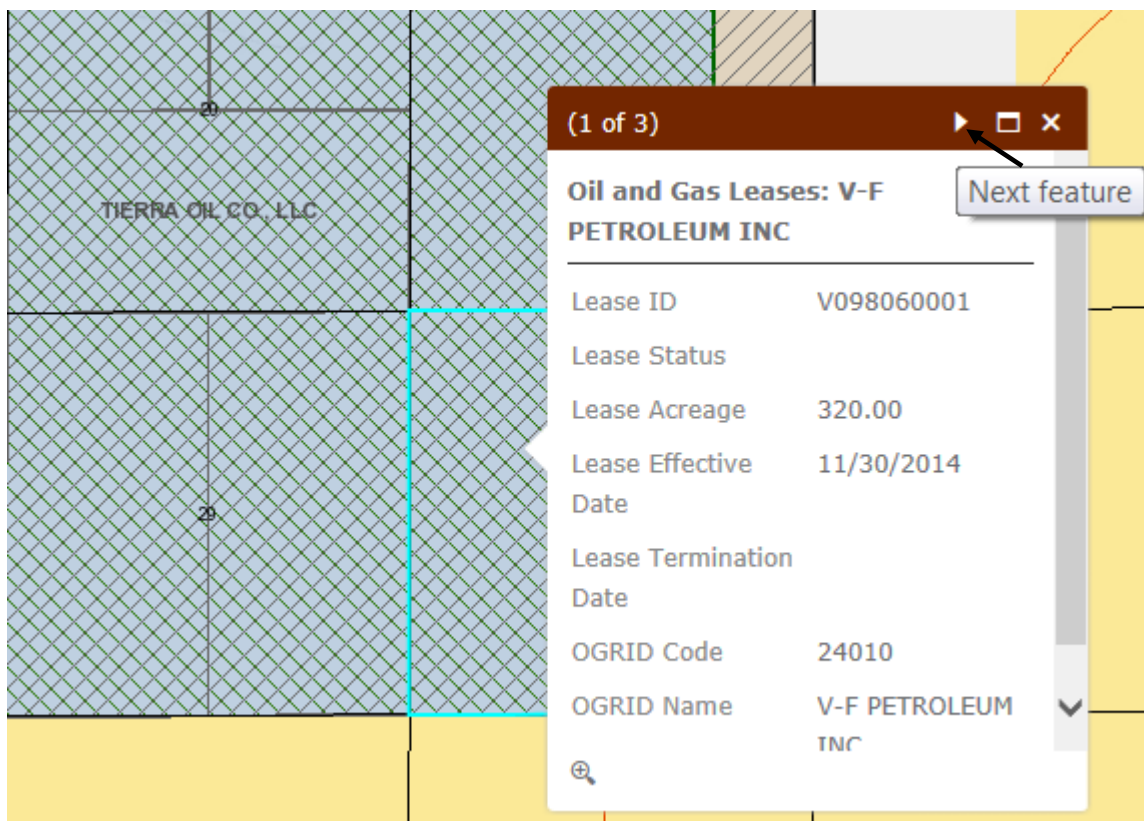 20
(1 of 3)
Next feature
TIERRA OIL CO., LLC
Oil and Gas Leases: V-F
PETROLEUM INC
Lease ID V098060001
Lease Status
Lease Acreage 320.00
Lease Effective 11/30/2014
Date
Lease Termination
Date
29
OGRID Code 24010
OGRID Name V-F PETROLEUM
INC